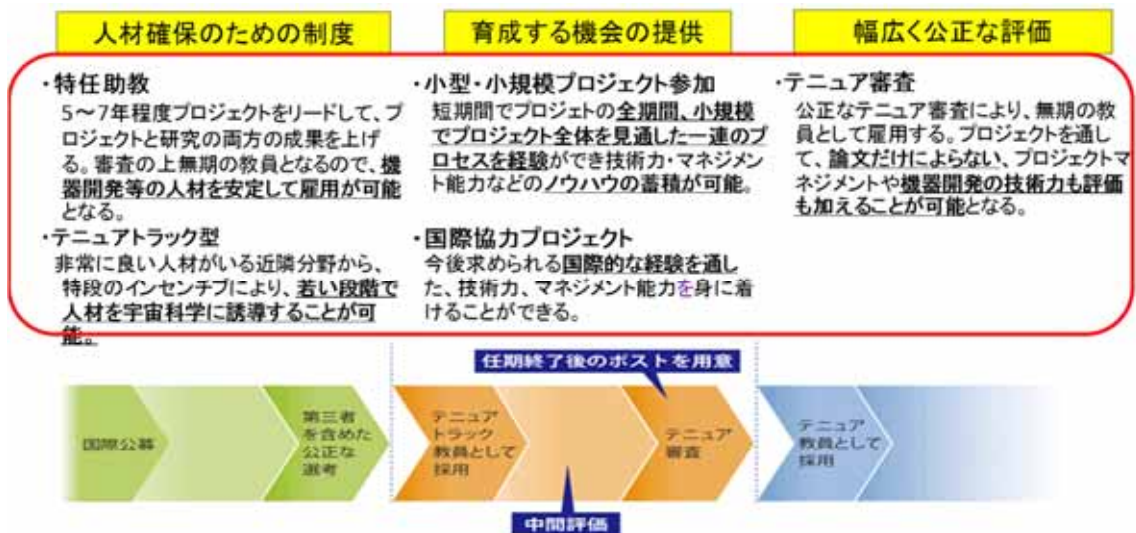 人材確保のための制度
・特任助教
5～7年程度プロジェクトをリードして、プ
ロジェクトと研究の両方の成果を上げ
る。審査の上無期の教員となるので、機
器開発等の人材を安定して雇用が可能
となる。
・テニュアトラック型
非常に良い人材がいる近隣分野から、
特段のインセンチブにより、若い段階で
人材を宇宙科学に誘導することが可
能。
育成する機会の提供
・小型・小規模プロジェクト参加
短期間でプロジェトの全期間、小規模
でプロジェクト全体を見通した一連のプ
ロセスを経験ができ技術力・マネジメン
ト能力などのノウハウの蓄積が可能。
・国際協力プロジェクト
今後求められる国際的な経験を通し
た、技術力、マネジメント能力を身に着
けることができる。
幅広く公正な評価
・テニュア審査
公正なテニュア審査により、無期の教
員として雇用する。プロジェクトを通し
て、論文だけによらない、プロジェクトマ
ネジメントや機器開発の技術力も評価
も加えることが可能となる。
任期終了後のポストを用意
国際公募
第三者
を含めた
公正な
選考
テニュア
トラック
教員として
採用
テニュア
審査
テニュア
教員として
採用
中間評価